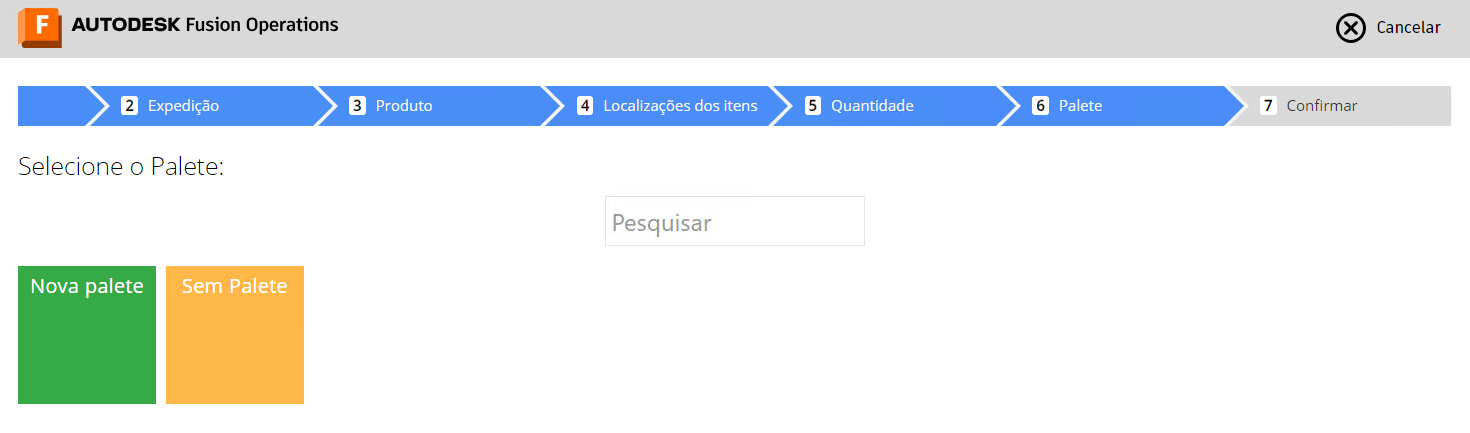 F AUTODESK Fusion Operations
Cancelar
2 Expedição
3 Produto
4 Localizações dos itens
5 Quantidade
6 Palete
7 Confirmar
Selecione o Palete:
Pesquisar
Nova palete
Sem Palete